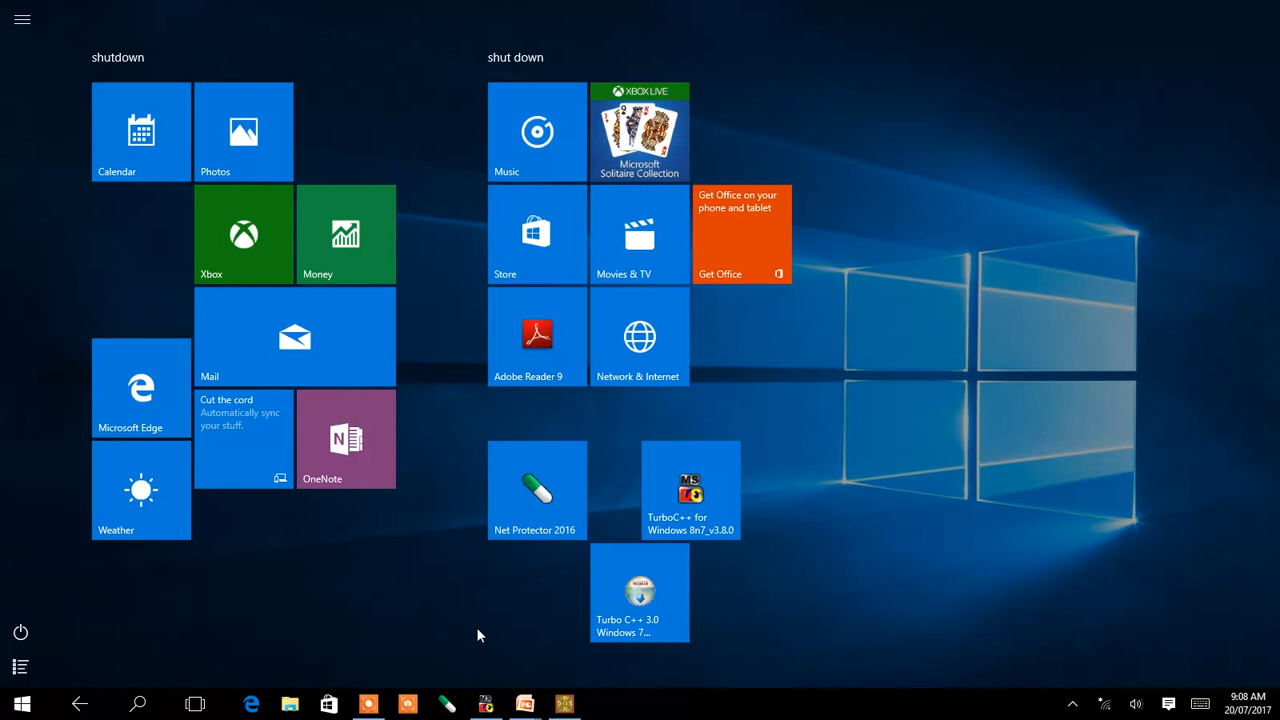 shutdown
Calendar
Photos
Xbox
Money
Mail
Microsoft Edge
Cut the cord
Automatically sync
your stuff.
OneNote
Weather
shut down
Music
XBOX LIVE
Microsoft
Solitaire Collection
Store
Movies & TV
Get Office on your
phone and tablet
Get Office
Adobe Reader 9
Network & Internet
Net Protector 2016
MS
TurboC++ for
Windows 8n7_v3.8.0
Turbo C++ 3.0
Windows 7...
9:08 AM
20/07/2017